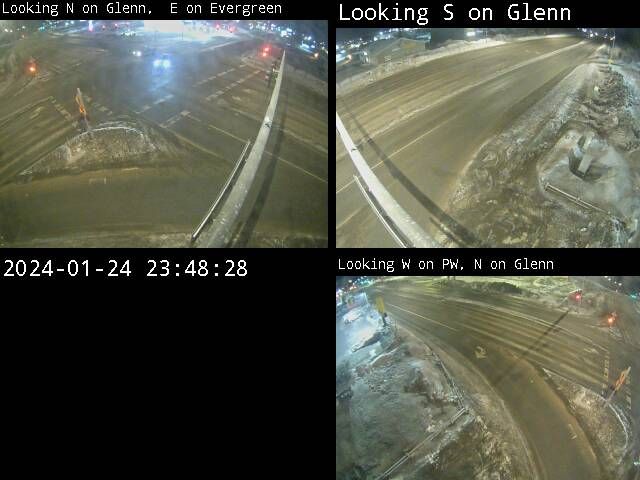 Looking N on Glenn, E on Evergreen
Looking S on Glenn
2024-01-24 23:48:28
Looking W on PW, N on Glenn